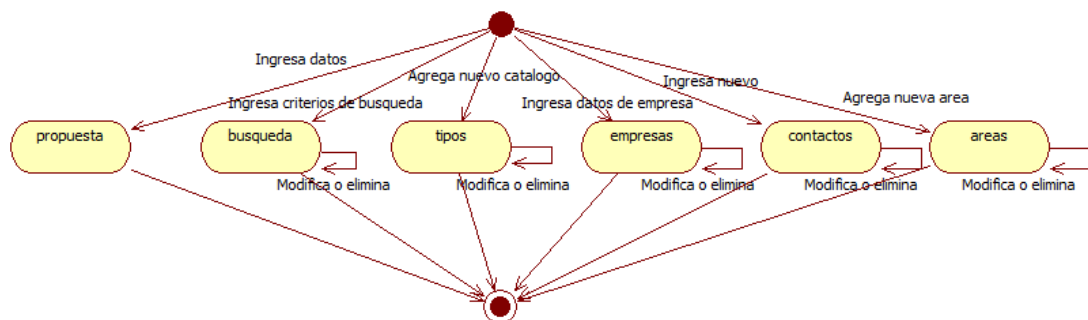 Ingresa datos
Agrega nuevo catalogo
Ingresa nuevo
Agrega nueva area
Ingresa criterios de busqueda
Ingresa datos de empresa
propuesta
busqueda
tipos
empresas
contactos
areas
Modifica o elimina
Modifica o elimina
Modifica o elimina
Modifica o elimina
Modifica o elimina